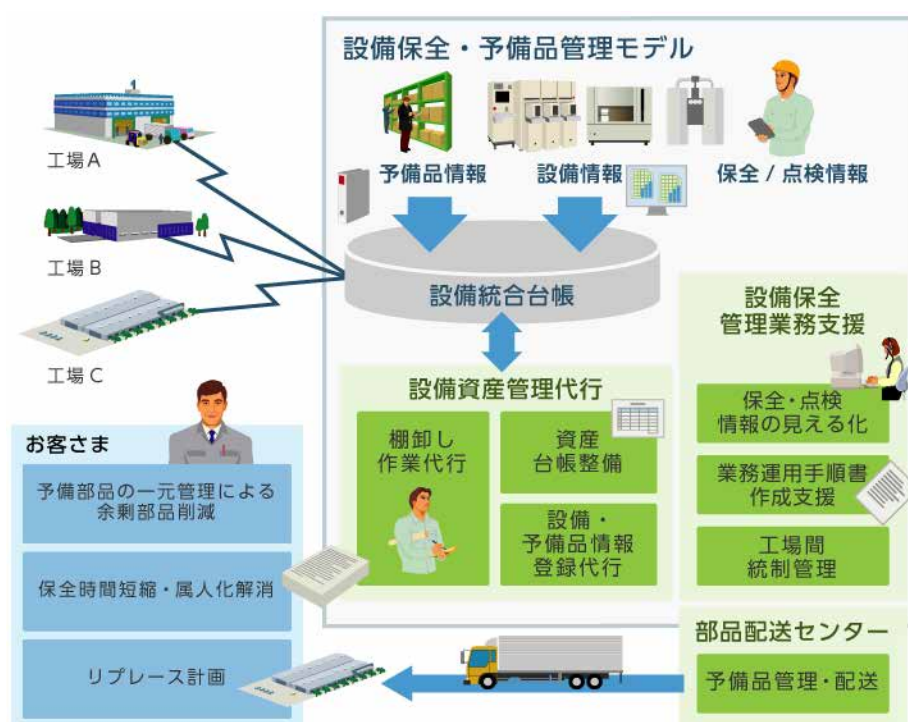 設備保全・予備品管理モデル
予備品情報
設備情報
保全 / 点検情報
工場A
工場B
工場C
設備統合台帳
設備資産管理代行
棚卸し
作業代行
資産
台帳整備
設備・
予備品情報
登録代行
設備保全
管理業務支援
保全・点検
情報の見える化
業務運用手順書
作成支援
工場間
統制管理
お客さま
予備部品の一元管理による
余剰部品削減
保全時間短縮・属人化解消
リプレース計画
部品配送センター
予備品管理・配送